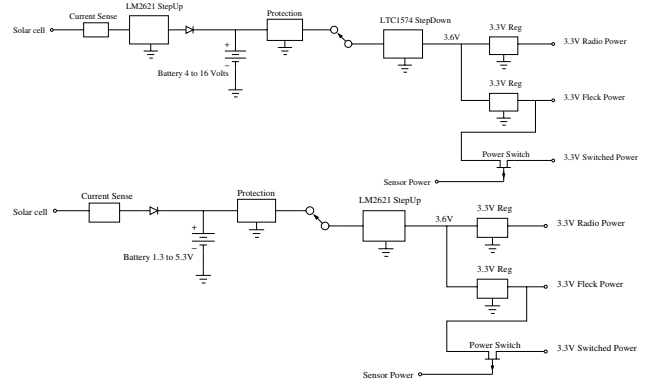 LM2621 StepUp
Current Sense
Protection
LTC1574 StepDown
3.3V Reg
Solar cell
3.6V
3.3V Radio Power
+
−
Battery 4 to 16 Volts
3.3V Reg
3.3V Fleck Power
Power Switch
3.3V Switched Power
Sensor Power
Current Sense
Protection
LM2621 StepUp
3.3V Reg
Solar cell
3.6V
3.3V Radio Power
+
−
Battery 1.3 to 5.3V
3.3V Reg
3.3V Fleck Power
Power Switch
3.3V Switched Power
Sensor Power